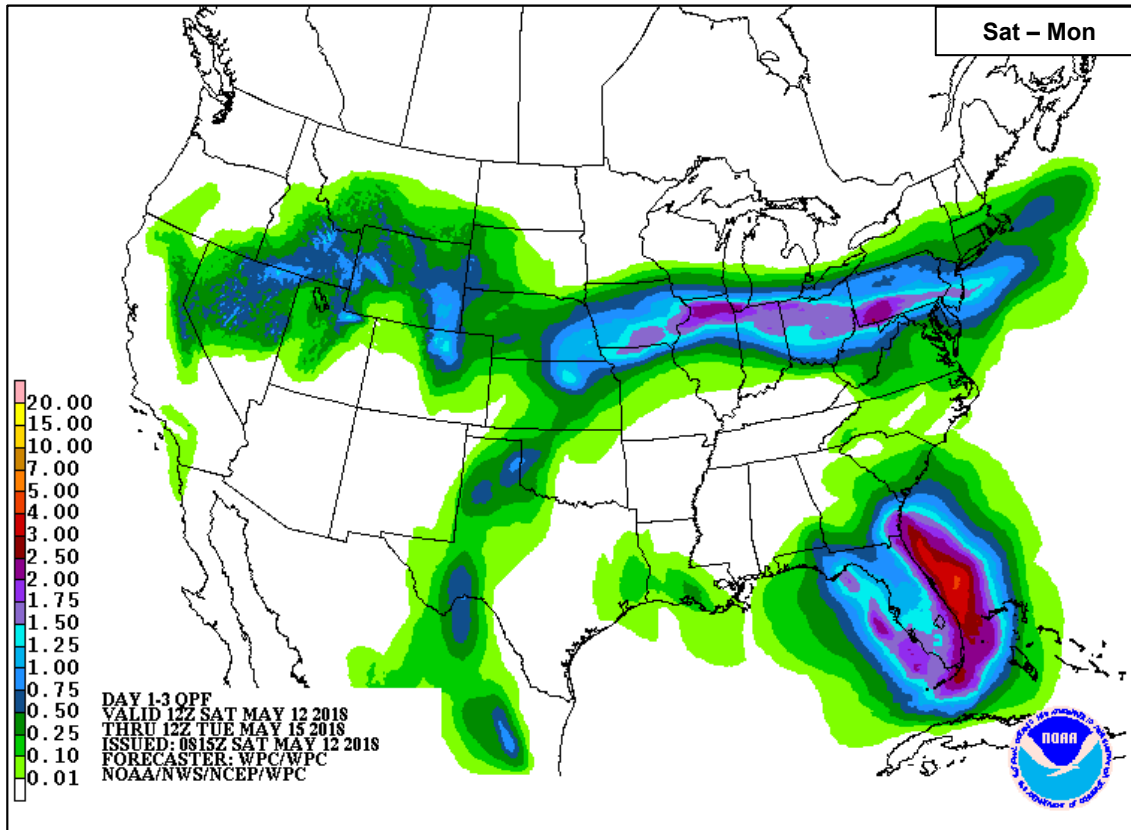 Sat – Mon
20.00
15.00
10.00
7.00
5.00
4.00
3.00
2.50
2.00
1.75
1.50
1.25
1.00
0.75
0.50
0.25
0.10
0.01
DAY 1-3 QPF
VALID 12Z SAT MAY 12 2018
THRU 12Z TUE MAY 15 2018
ISSUED: 0815Z SAT MAY 12 2018
FORECASTER: WPC/WPC
NOAA/NWS/NCEP/WPC
NOAA